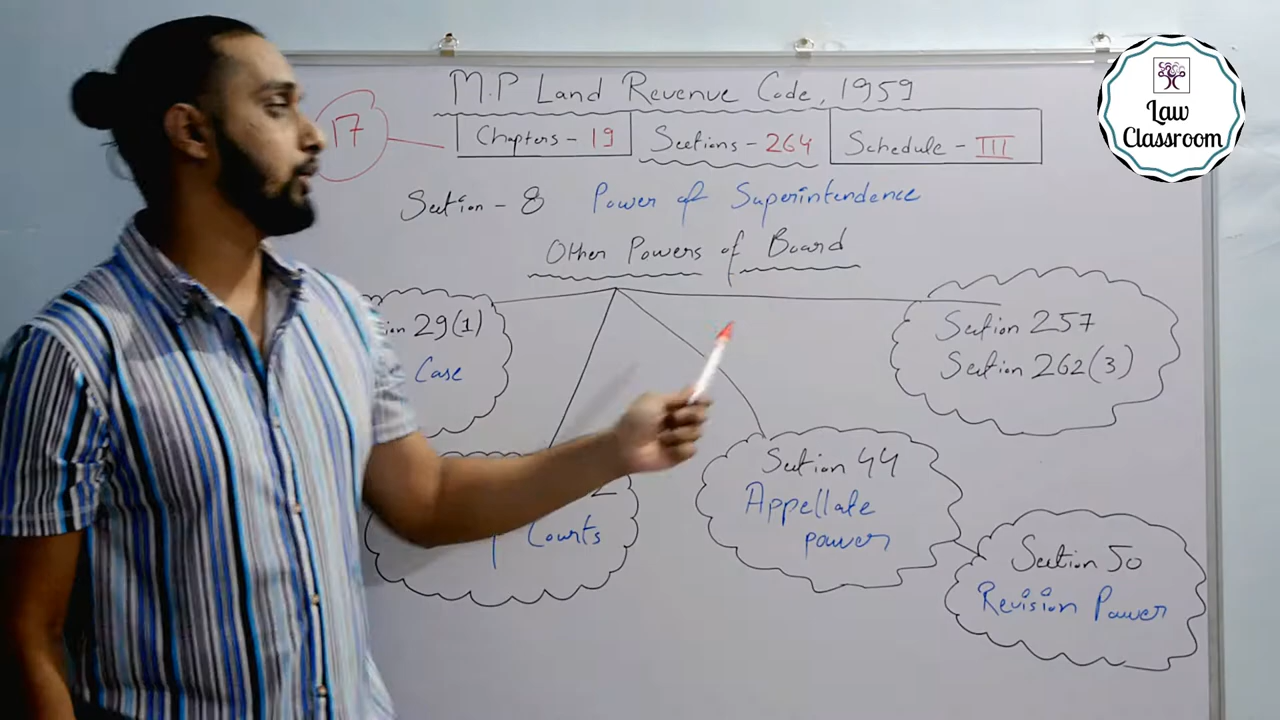 M.P Land Revenue Code, 1959
17
Chapters - 19
Sections - 264
Schedule - III
Section - 8 Power of Superintendence
Other Powers of Board
29(1)
Case
Section 257
Section 262(3)
Courts
Section 44
Appellate
power
Section 50
Revision Power
Law
Classroom